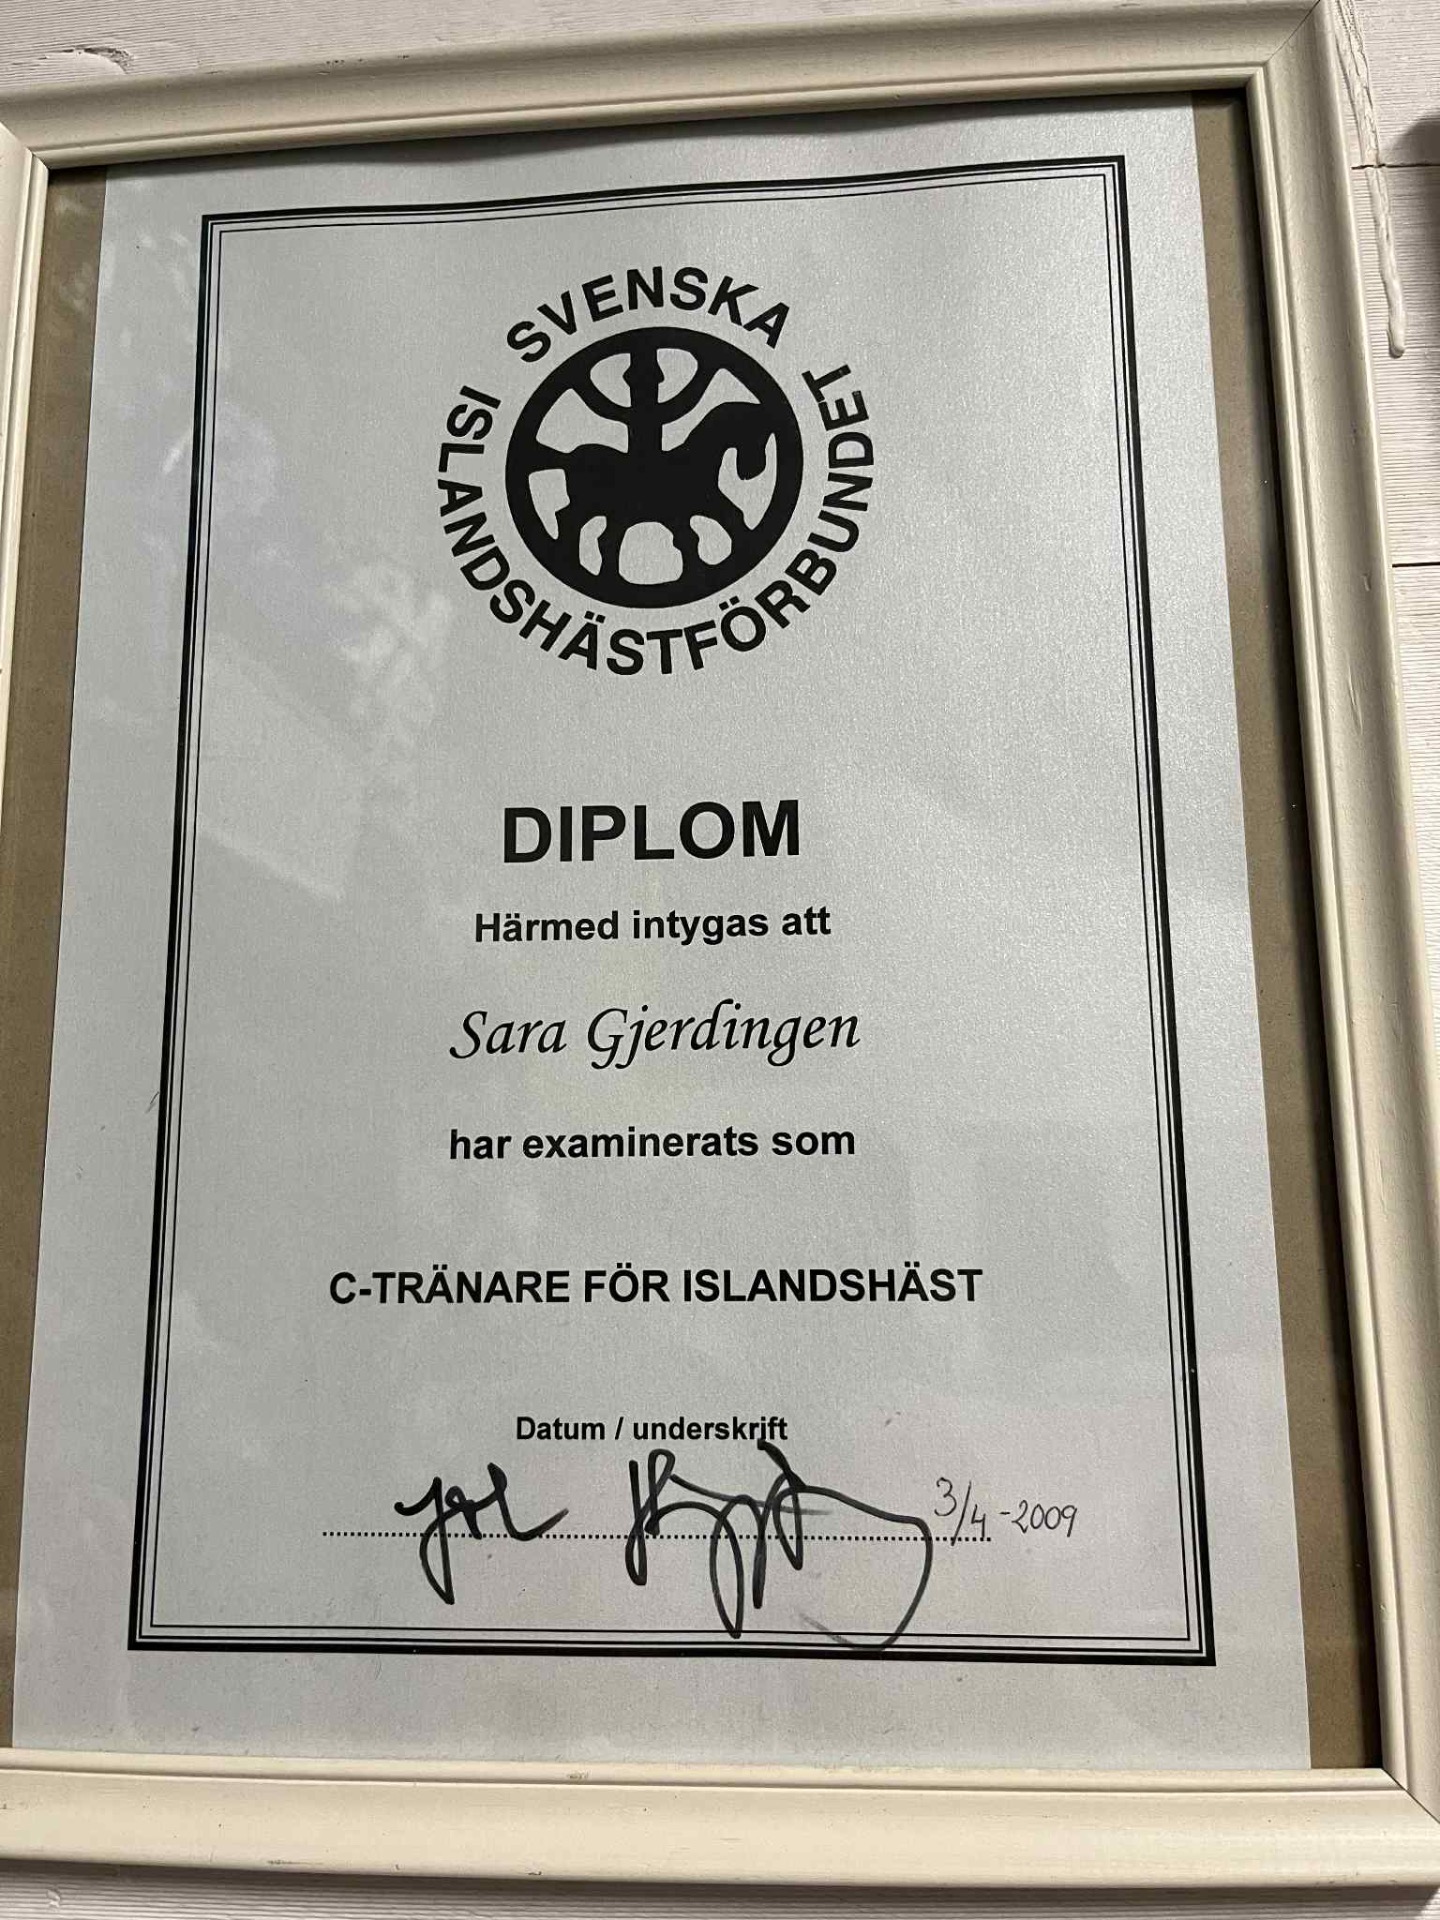 SVENSKA
ISLANDSHÄSTFÖRBUNDET
DIPLOM
Härmed intygas att
Sara Gjerdingen
har examinerats som
C-TRÄNARE FÖR ISLANDSHÄST
Datum / underskrift
3/4-2009